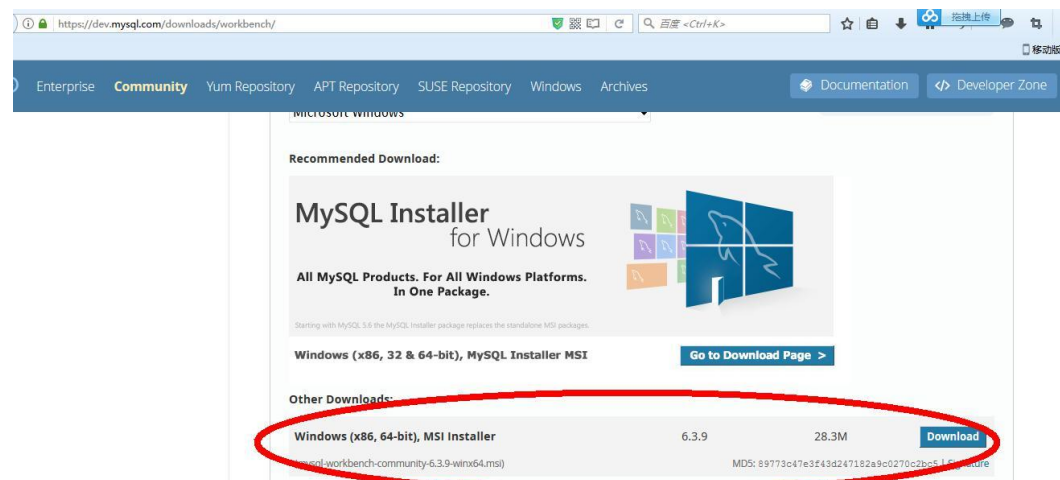 https://dev.mysql.com/downloads/workbench/
百度 <Ctrl+K>
拖拽上传
移动版
Enterprise Community Yum Repository APT Repository SUSE Repository Windows Archives Documentation </> Developer Zone
Microsoft Windows
Recommended Download:
MySQL Installer
for Windows
All MySQL Products. For All Windows Platforms.
In One Package.
Starting with MySQL 5.6 the MySQL Installer package replaces the standalone MSI packages.
Windows (x86, 32 & 64-bit), MySQL Installer MSI Go to Download Page >
Other Downloads:
Windows (x86, 64-bit), MSI Installer 6.3.9 28.3M Download
(mysql-workbench-community-6.3.9-winx64.msi) MD5: 89773c47e3f43d247182a9c0270c2bc5 | Signature